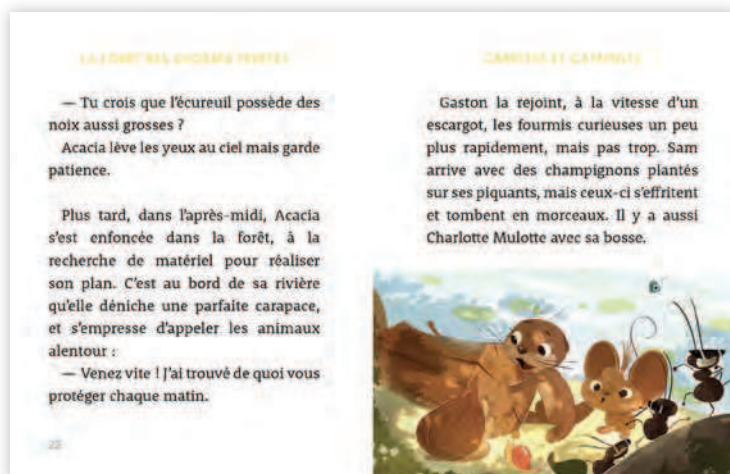 — Tu crois que l'écureuil possède des
noix aussi grosses ?
Acacia lève les yeux au ciel mais garde
patience.
Plus tard, dans l'après-midi, Acacia
s'est enfoncée dans la forêt, à la
recherche de matériel pour réaliser
son plan. C'est au bord de sa rivière
qu'elle déniche une parfaite carapace,
et s'empresse d'appeler les animaux
alentour :
— Venez vite ! J'ai trouvé de quoi vous
protéger chaque matin.
22
Gaston la rejoint, à la vitesse d'un
escargot, les fourmis curieuses un peu
plus rapidement, mais pas trop. Sam
arrive avec des champignons plantés
sur ses piquants, mais ceux-ci s'effritent
et tombent en morceaux. Il y a aussi
Charlotte Mulotte avec sa bosse.